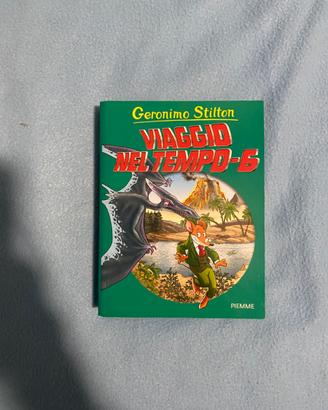 Geronimo Stilton
VIAGGIO
NEL TEMPO-6
PIEMME